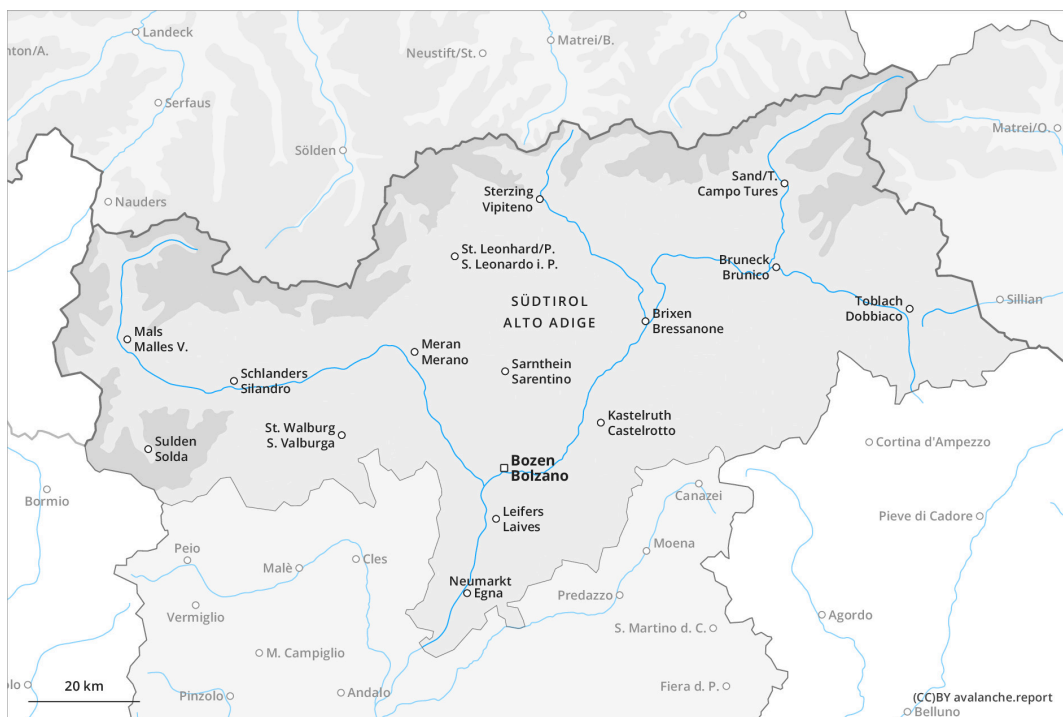 Landeck
nton/A.
Neustift/St.
Matrei/B.
Serfaus
Sölden
Matrei/O.
Nauders
Sterzing
Vipiteno
Sand/T.
Campo Tures
St. Leonhard/P.
S. Leonardo i. P.
Bruneck
Brunico
SÜDTIROL
ALTO ADIGE
Brixen
Bressanone
Toblach
Dobbiaco
Sillian
Mals
Malles V.
Meran
Merano
Schlanders
Silandro
Sarnthein
Sarentino
St. Walburg
S. Valburga
Kastelruth
Castelrotto
Sulden
Solda
Bozen
Bolzano
Cortina d'Ampezzo
Bormio
Canazei
Leifers
Laives
Pieve di Cadore
Peio
Malè
Cles
Moena
Neumarkt
Egna
Predazzo
Vermiglio
Agordo
S. Martino d. C.
M. Campiglio
olo
20 km
Pinzolo
Andalo
Fiera d. P.
(CC)BY avalanche.report
Belluno